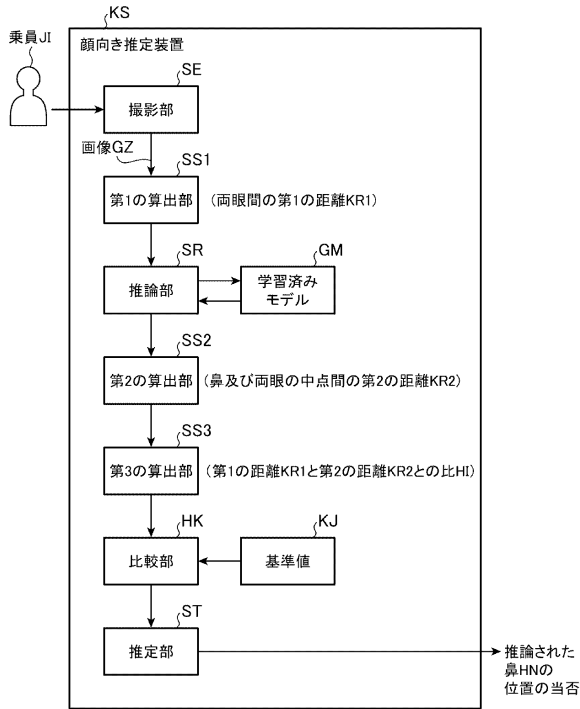 KS
乗員JI
顔向き推定装置
SE
撮影部
画像GZ
SS1
第1の算出部
(両眼間の第1の距離KR1)
SR
GM
推論部
学習済み
モデル
SS2
第2の算出部
(鼻及び両眼の中点間の第2の距離KR2)
SS3
第3の算出部
(第1の距離KR1と第2の距離KR2との比HI)
HK
KJ
比較部
基準値
ST
推定部
推論された
鼻HNの
位置の当否